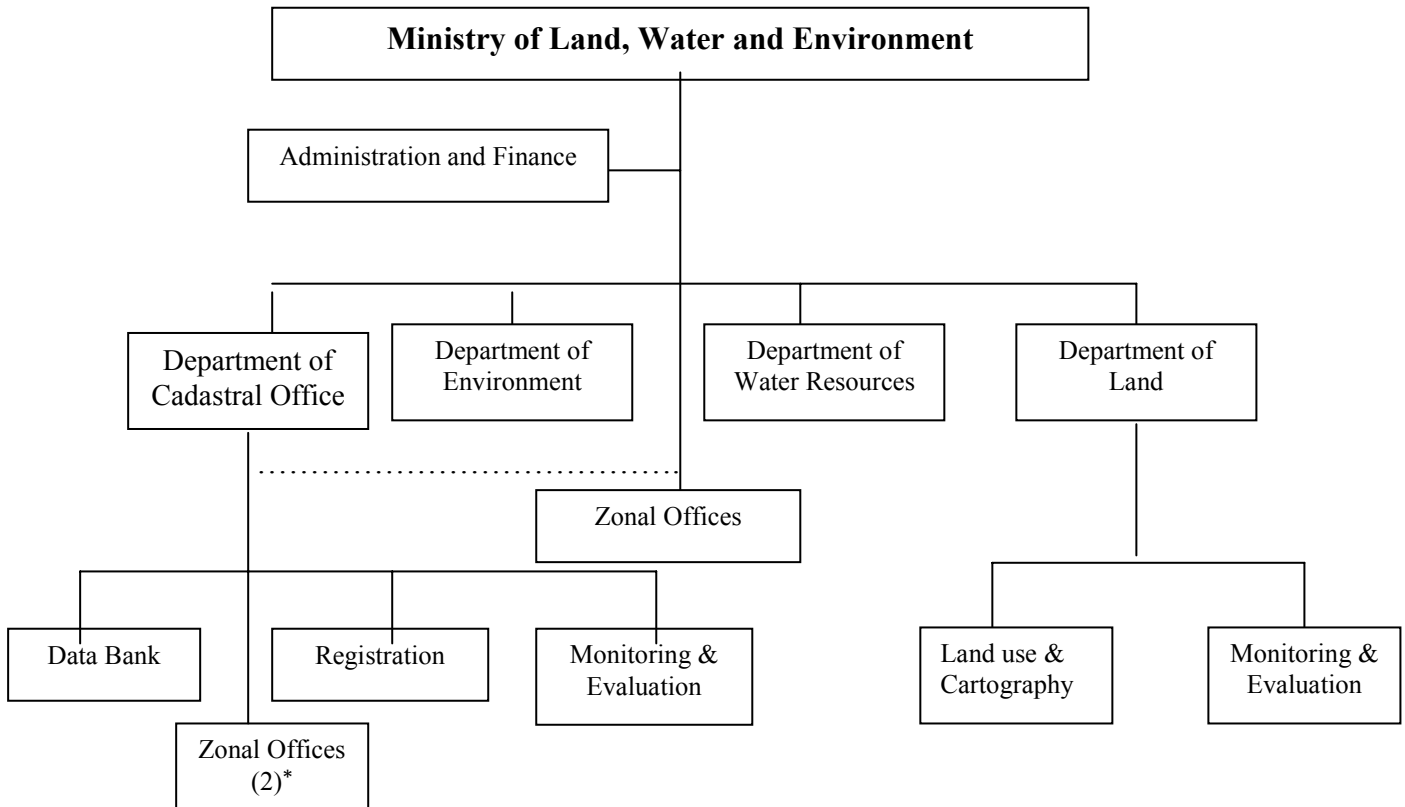 Ministry of Land, Water and Environment
Administration and Finance
Department of
Cadastral Office
Department of
Environment
Department of
Water Resources
Department of
Land
Zonal Offices
Data Bank
Registration
Monitoring &
Evaluation
Land use &
Cartography
Monitoring &
Evaluation
Zonal Offices
(2)*